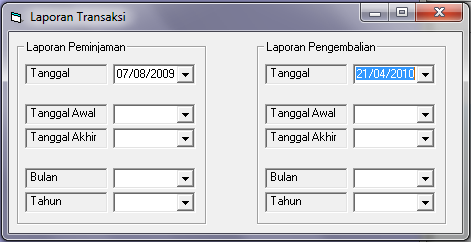 Laporan Transaksi
Laporan Peminjaman
Tanggal 07/08/2009
Tanggal Awal
Tanggal Akhir
Bulan
Tahun
Laporan Pengembalian
Tanggal 21/04/2010
Tanggal Awal
Tanggal Akhir
Bulan
Tahun